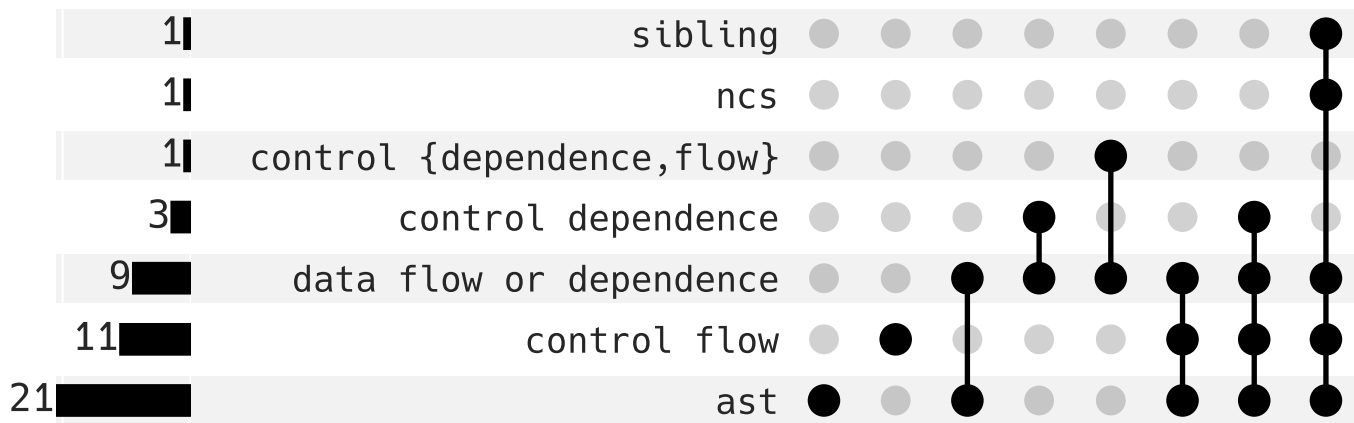 1 sibling
1 ncs
1 control {dependence,flow}
3 control dependence
9 data flow or dependence
11 control flow
21 ast